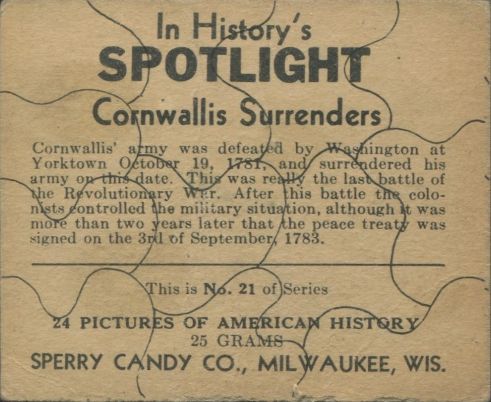 In History's
SPOTLIGHT
Cornwallis Surrenders
Cornwallis' army was defeated by Washington at
Yorktown October 19, 1781, and surrendered his
army on this date. This was really the last battle of
the Revolutionary War. After this battle the colo-
nists controlled the military situation, although it was
more than two years later that the peace treaty was
signed on the 3rd of September, 1783.
This is No. 21 of Series
24 PICTURES OF AMERICAN HISTORY
25 GRAMS
SPERRY CANDY CO., MILWAUKEE, WIS.